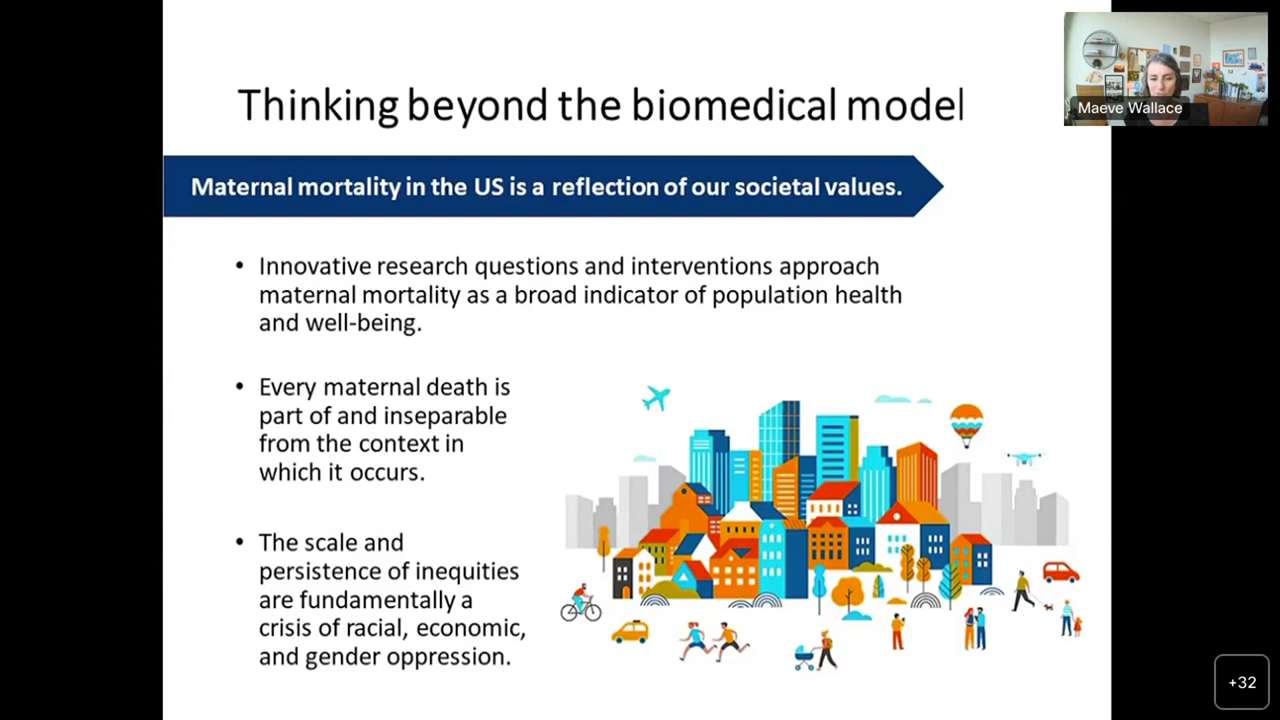 Thinking beyond the biomedical model
Maeve Wallace
Maternal mortality in the US is a reflection of our societal values.
• Innovative research questions and interventions approach
maternal mortality as a broad indicator of population health
and well-being.
• Every maternal death is
part of and inseparable
from the context in
which it occurs.
• The scale and
persistence of inequities
are fundamentally a
crisis of racial, economic,
and gender oppression.
+32